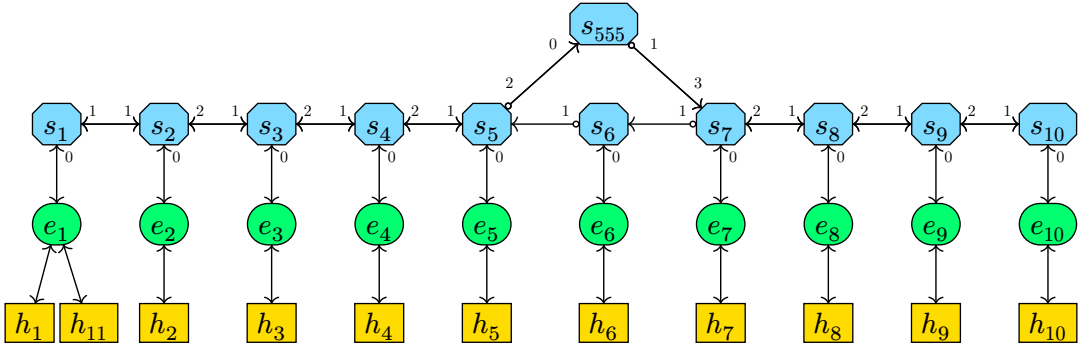 s555
0 1
2 3
s1 1 1 s2 2 1 s3 2 1 s4 2 1 s5 1 s6 1 s7 2 1 s8 2 1 s9 2 1 s10
0 0 0 0 0 0 0 0 0 0
e1 e2 e3 e4 e5 e6 e7 e8 e9 e10
h1 h11 h2 h3 h4 h5 h6 h7 h8 h9 h10